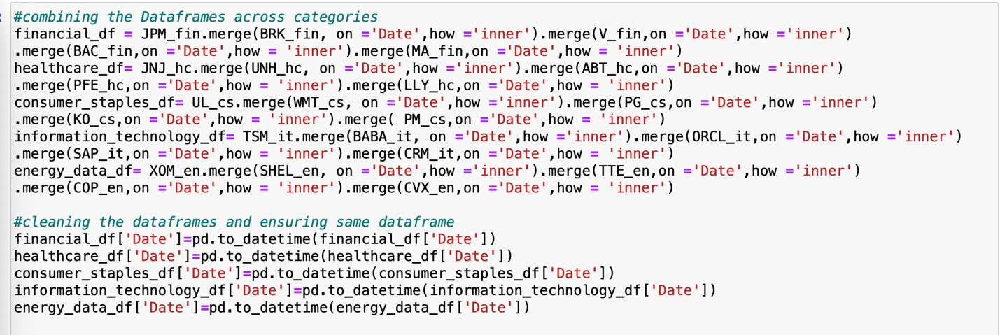 #combining the Dataframes across categories
financial_df = JPM_fin.merge(BRK_fin, on ='Date',how ='inner').merge(V_fin,on ='Date',how ='inner')
.merge(BAC_fin,on ='Date',how = 'inner').merge(MA_fin,on ='Date',how = 'inner')
healthcare_df= JNJ_hc.merge(UNH_hc, on ='Date',how ='inner').merge(ABT_hc,on ='Date',how ='inner')
.merge(PFE_hc,on ='Date',how = 'inner').merge(LLY_hc,on ='Date',how = 'inner')
consumer_staples_df= UL_cs.merge(WMT_cs, on ='Date',how ='inner').merge(PG_cs,on ='Date',how ='inner')
.merge(KO_cs,on ='Date',how = 'inner').merge( PM_cs,on ='Date',how = 'inner')
information_technology_df= TSM_it.merge(BABA_it, on ='Date',how ='inner').merge(ORCL_it,on ='Date',how ='inner')
.merge(SAP_it,on ='Date',how = 'inner').merge(CRM_it,on ='Date',how = 'inner')
energy_data_df= XOM_en.merge(SHEL_en, on ='Date',how ='inner').merge(TTE_en,on ='Date',how ='inner')
.merge(COP_en,on ='Date',how = 'inner').merge(CVX_en,on ='Date',how = 'inner')
#cleaning the dataframes and ensuring same dataframe
financial_df['Date']=pd.to_datetime(financial_df['Date'])
healthcare_df['Date']=pd.to_datetime(healthcare_df['Date'])
consumer_staples_df['Date']=pd.to_datetime(consumer_staples_df['Date'])
information_technology_df['Date']=pd.to_datetime(information_technology_df['Date'])
energy_data_df['Date']=pd.to_datetime(energy_data_df['Date'])